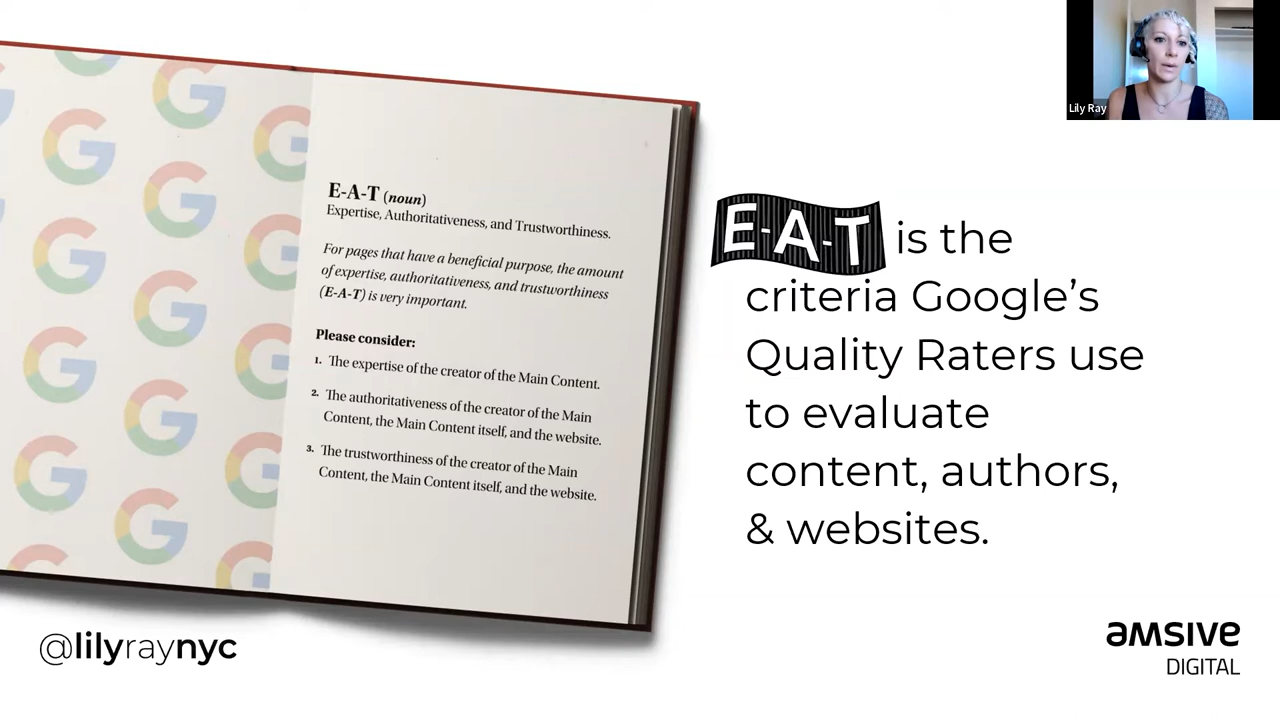 Lily Ray
E-A-T (noun)
Expertise, Authoritativeness, and Trustworthiness.
For pages that have a beneficial purpose, the amount
of expertise, authoritativeness, and trustworthiness
(E-A-T) is very important.
Please consider:
1. The expertise of the creator of the Main Content.
2. The authoritativeness of the creator of the Main
Content, the Main Content itself, and the website.
3. The trustworthiness of the creator of the Main
Content, the Main Content itself, and the website.
E-A-T is the
criteria Google’s
Quality Raters use
to evaluate
content, authors,
& websites.
@lilyraynyc
amsive
DIGITAL